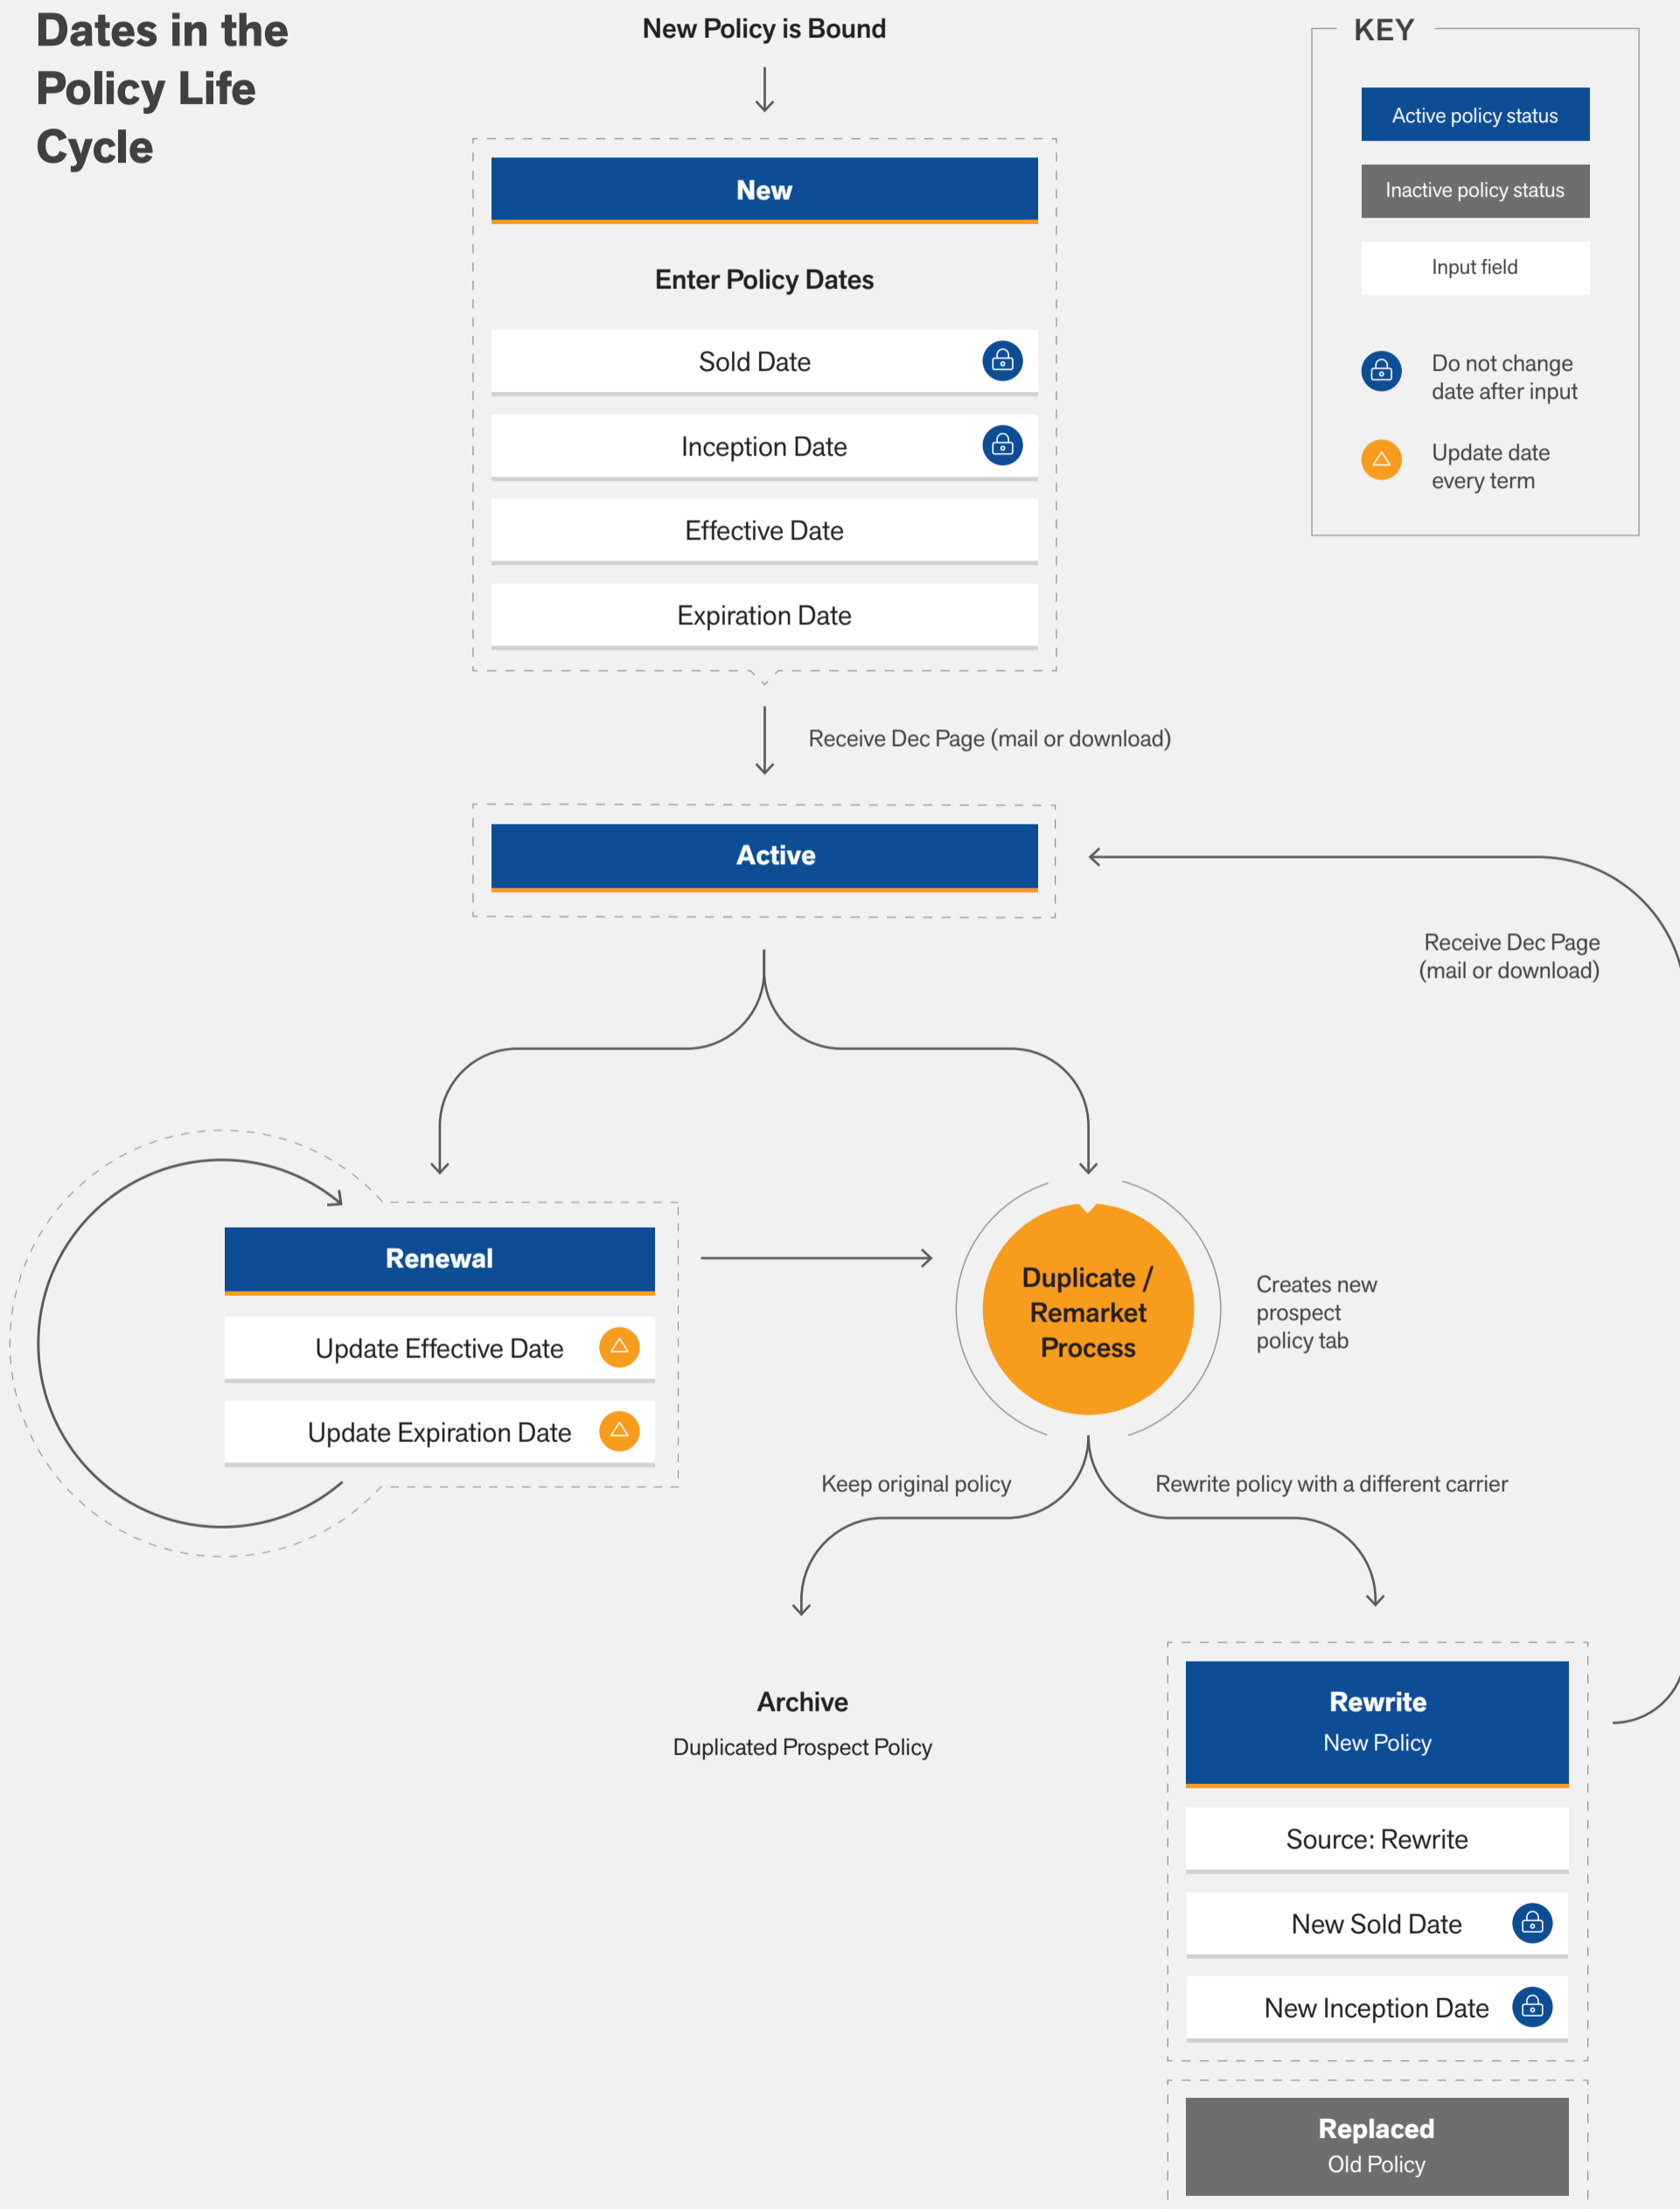 Dates in the
Policy Life
Cycle
New Policy is Bound
KEY
Active policy status
Inactive policy status
Input field
Do not change
date after input
Update date
every term
New
Enter Policy Dates
Sold Date
Inception Date
Effective Date
Expiration Date
Receive Dec Page (mail or download)
Active
Receive Dec Page
(mail or download)
Renewal
Update Effective Date
Update Expiration Date
Duplicate /
Remarket
Process
Creates new
prospect
policy tab
Keep original policy
Rewrite policy with a different carrier
Archive
Duplicated Prospect Policy
Rewrite
New Policy
Source: Rewrite
New Sold Date
New Inception Date
Replaced
Old Policy